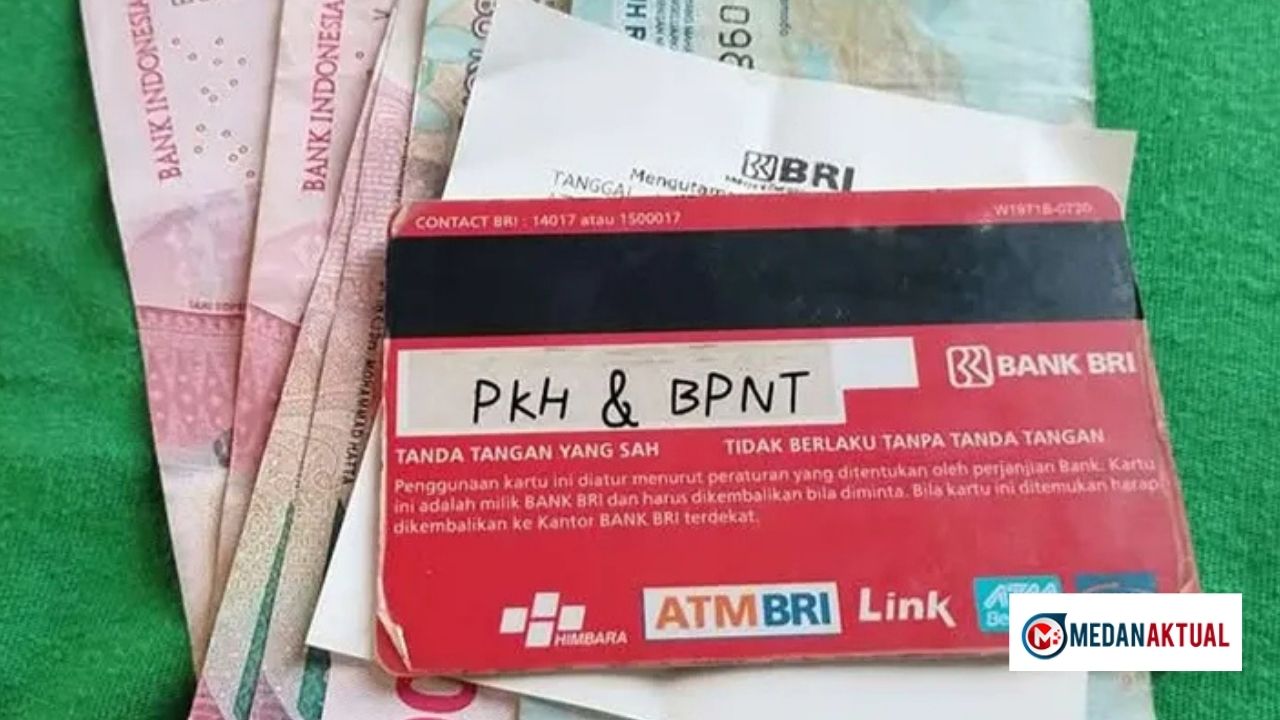 BANK INDONESIA
BANK INDONESIA
BRI
TANGGAL
CONTACT BRI : 14017 atau 1500017
W1971B-0720
PKH & BPNT
BANK BRI
TANDA TANGAN YANG SAH
TIDAK BERLAKU TANPA TANDA TANGAN
Penggunaan kartu ini diatur menurut peraturan yang ditentukan oleh perjanjian Bank. Kartu
ini adalah milik BANK BRI dan harus dikembalikan bila diminta. Bila kartu ini ditemukan harap
dikembalikan ke Kantor BANK BRI terdekat.
HIMBARA
ATM BRI
Link
MEDANAKTUAL